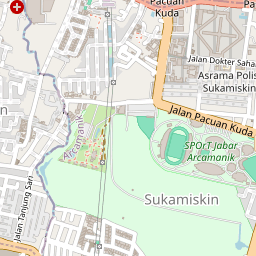 Pacuan
Kuda
Jalan Dokter Saha
Asrama Polis
Sukamiskin
Jalan Pacuan Kuda
Arcamanik
SPOrT Jabar
Arcamanik
Sukamiskin
Jalan Tanjung Sari